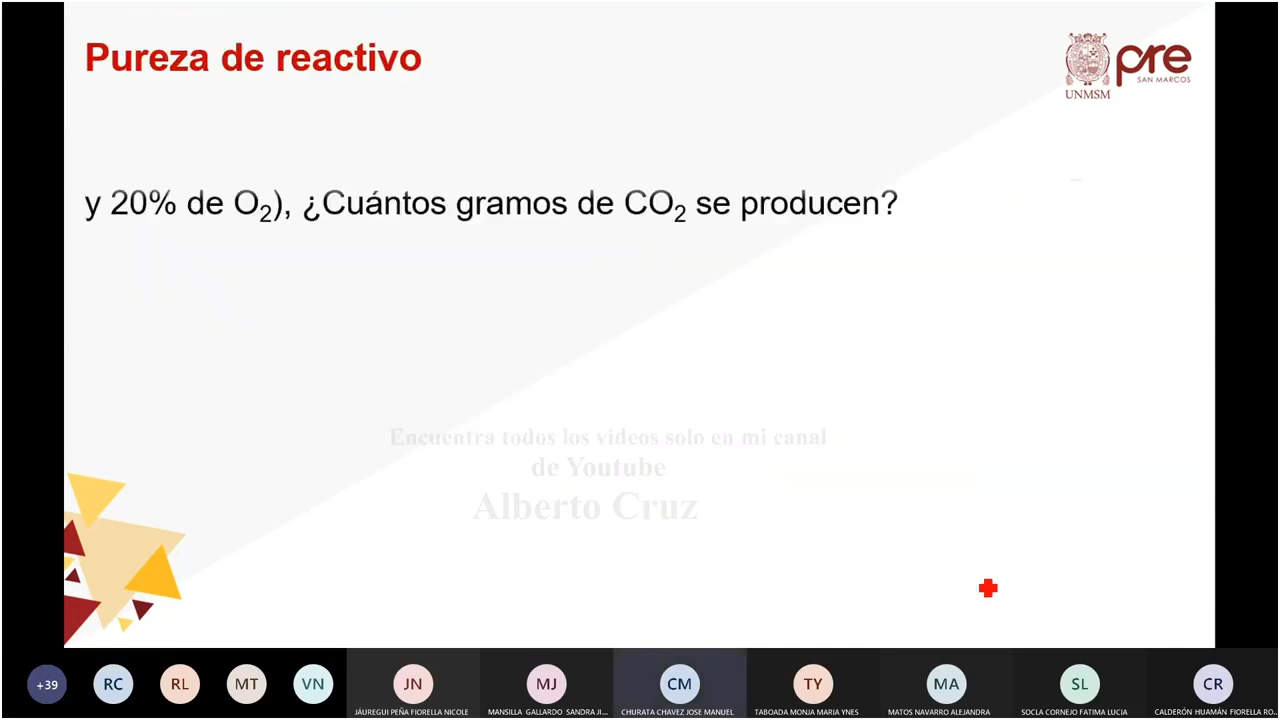 Pureza de reactivo
pre
SAN MARCOS
UNMSM
y 20% de O₂), ¿Cuántos gramos de CO₂ se producen?
Encuentra todos los videos solo en mi canal
de Youtube
Alberto Cruz
+39
RC
RL
MT
VN
JN
MJ
CM
TY
MA
SL
CR
JÁUREGUI PEÑA FIORELLA NICOLE
MANSILLA GALLARDO SANDRA JI...
CHURATA CHAVEZ JOSE MANUEL
TABOADA MONJA MARIA YNES
MATOS NAVARRO ALEJANDRA
SOCLA CORNEJO FATIMA LUCIA
CALDERÓN HUAMÁN FIORELLA RO...